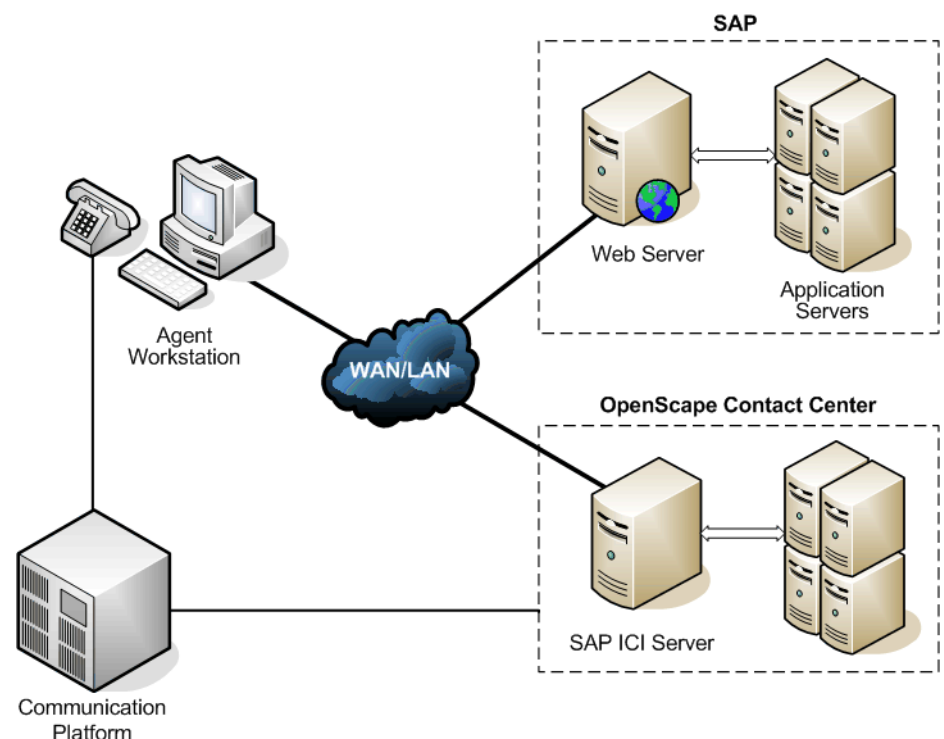 SAP
Web Server
Application
Servers
Agent
Workstation
WAN/LAN
OpenScape Contact Center
SAP ICI Server
Communication
Platform